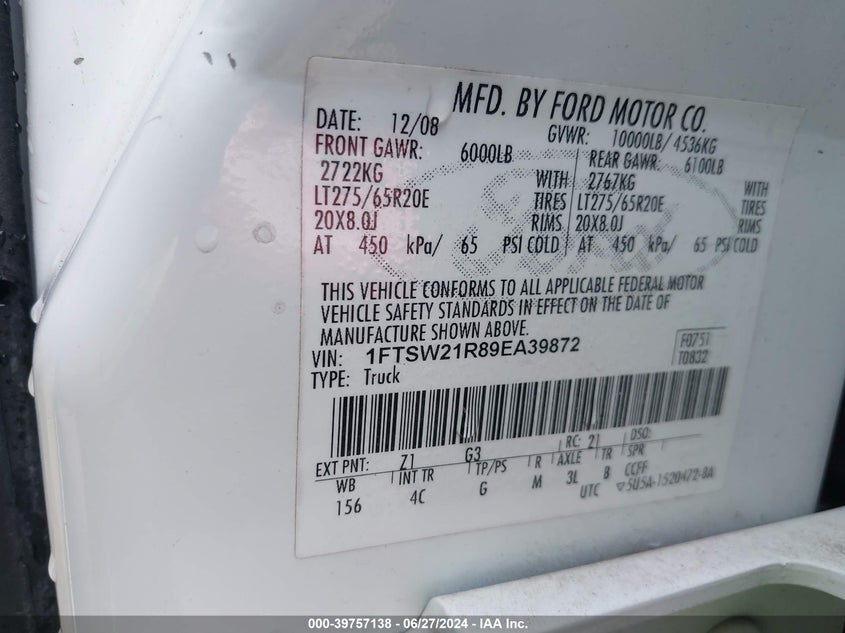 MFD. BY FORD MOTOR CO.
DATE: 12/08 GVWR: 10000LB/ 4536KG
FRONT GAWR: 6000LB REAR GAWR: 6100LB
2722KG WITH 2767KG WITH
LT275/65R20E TIRES LT275/65R20E TIRES
20X8.0J RIMS 20X8.0J RIMS
AT 450 kPa/ 65 PSI COLD AT 450 kPa/ 65 PSI COLD
THIS VEHICLE CONFORMS TO ALL APPLICABLE FEDERAL MOTOR
VEHICLE SAFETY STANDARDS IN EFFECT ON THE DATE OF
MANUFACTURE SHOWN ABOVE.
VIN: 1FTSW21R89EA39872 F0751
TYPE: Truck T0832
EXT PNT: Z1 G3 RC: 21 DSO:
WB INT TR TP/PS R AXLE TR SPR
156 4C G M 3L B CCFF
UTC ▽5U5A-1520472-BA
000-39757138 - 06/27/2024 - IAA Inc.